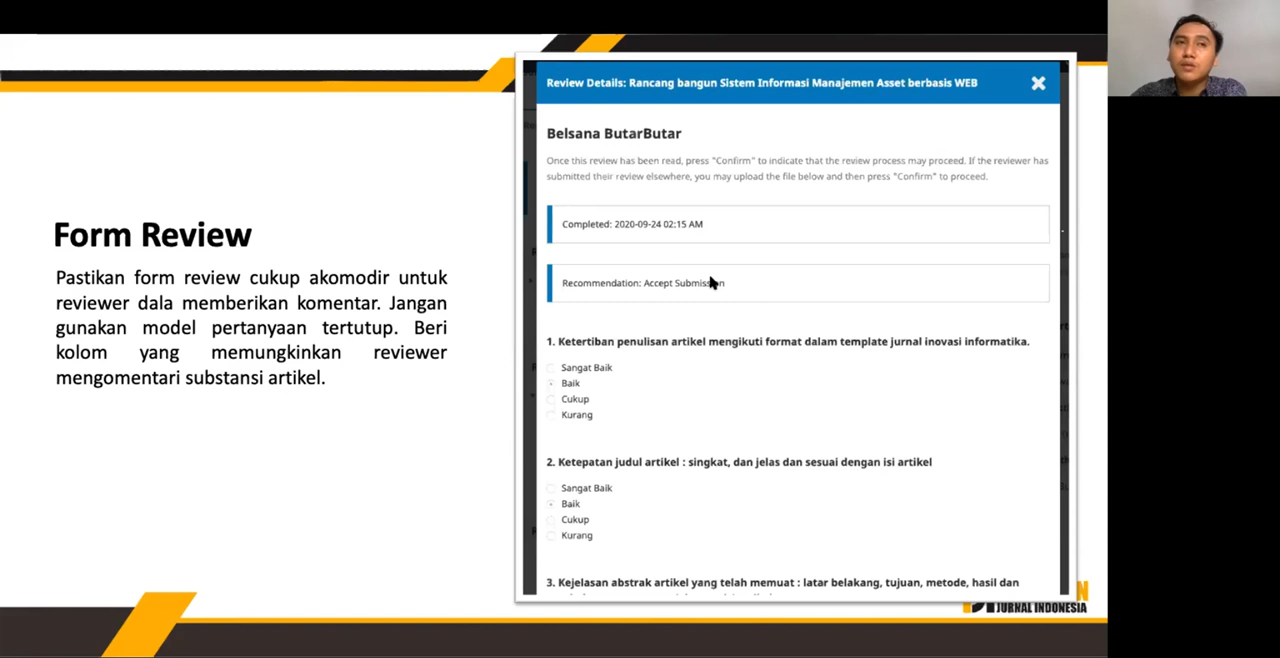 Form Review
Pastikan form review cukup akomodir untuk
reviewer dala memberikan komentar. Jangan
gunakan model pertanyaan tertutup. Beri
kolom yang memungkinkan reviewer
mengomentari substansi artikel.
Review Details: Rancang bangun Sistem Informasi Manajemen Asset berbasis WEB
Belsana ButarButar
Once this review has been read, press "Confirm" to indicate that the review process may proceed. If the reviewer has
submitted their review elsewhere, you may upload the file below and then press "Confirm" to proceed.
Completed: 2020-09-24 02:15 AM
Recommendation: Accept Submission
1. Ketertiban penulisan artikel mengikuti format dalam template jurnal inovasi informatika.
Sangat Baik
Baik
Cukup
Kurang
2. Ketepatan judul artikel : singkat, dan jelas dan sesuai dengan isi artikel
Sangat Baik
Baik
Cukup
Kurang
3. Kejelasan abstrak artikel yang telah memuat : latar belakang, tujuan, metode, hasil dan
JURNAL INDONESIA